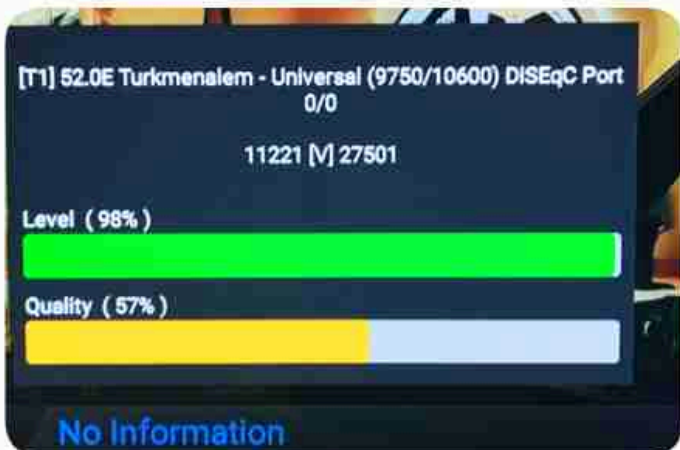 [T1] 52.0E Turkmenalem - Universal (9750/10600) DiSEqC Port
0/0
11221 [V] 27501
Level ( 98% )
Quality ( 57% )
No Information